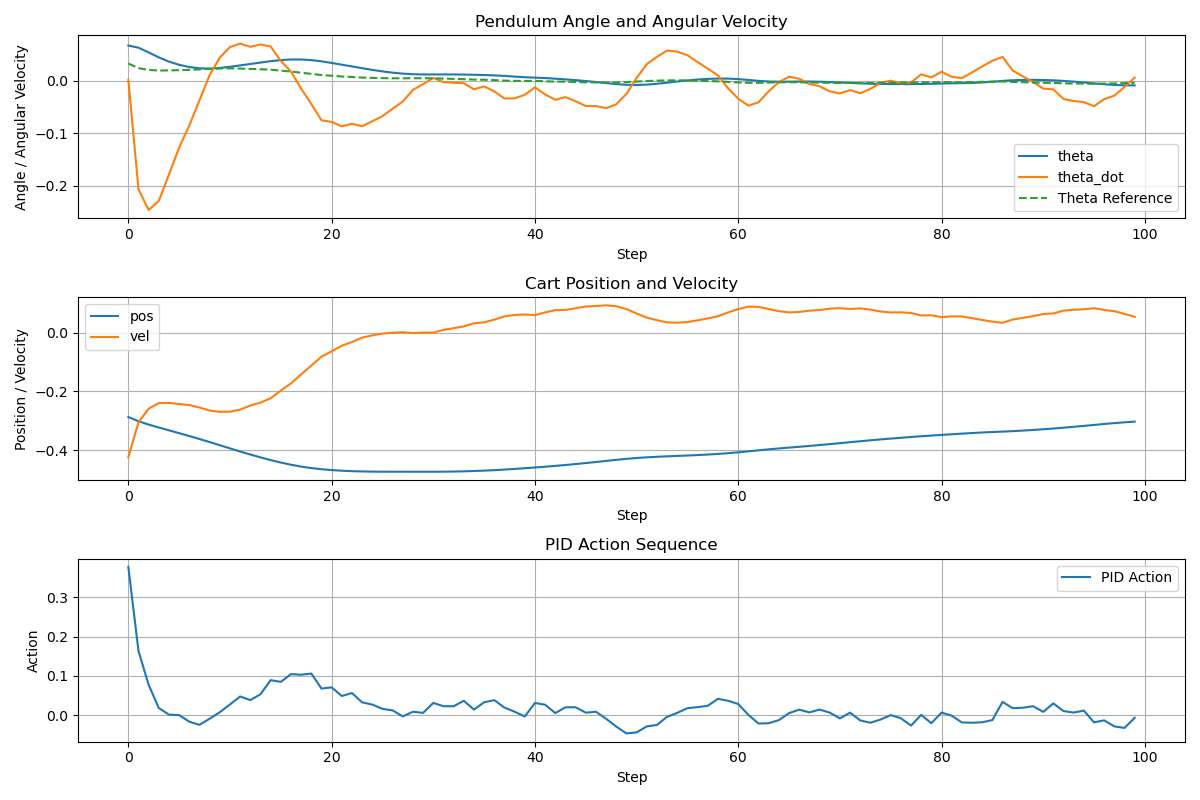 Pendulum Angle and Angular Velocity
Angle / Angular Velocity
0.0
−0.1
−0.2
theta
theta_dot
Theta Reference
0 20 40 60 80 100
Step
Cart Position and Velocity
Position / Velocity
pos
vel
0.0
−0.2
−0.4
0 20 40 60 80 100
Step
PID Action Sequence
Action
PID Action
0.3
0.2
0.1
0.0
0 20 40 60 80 100
Step